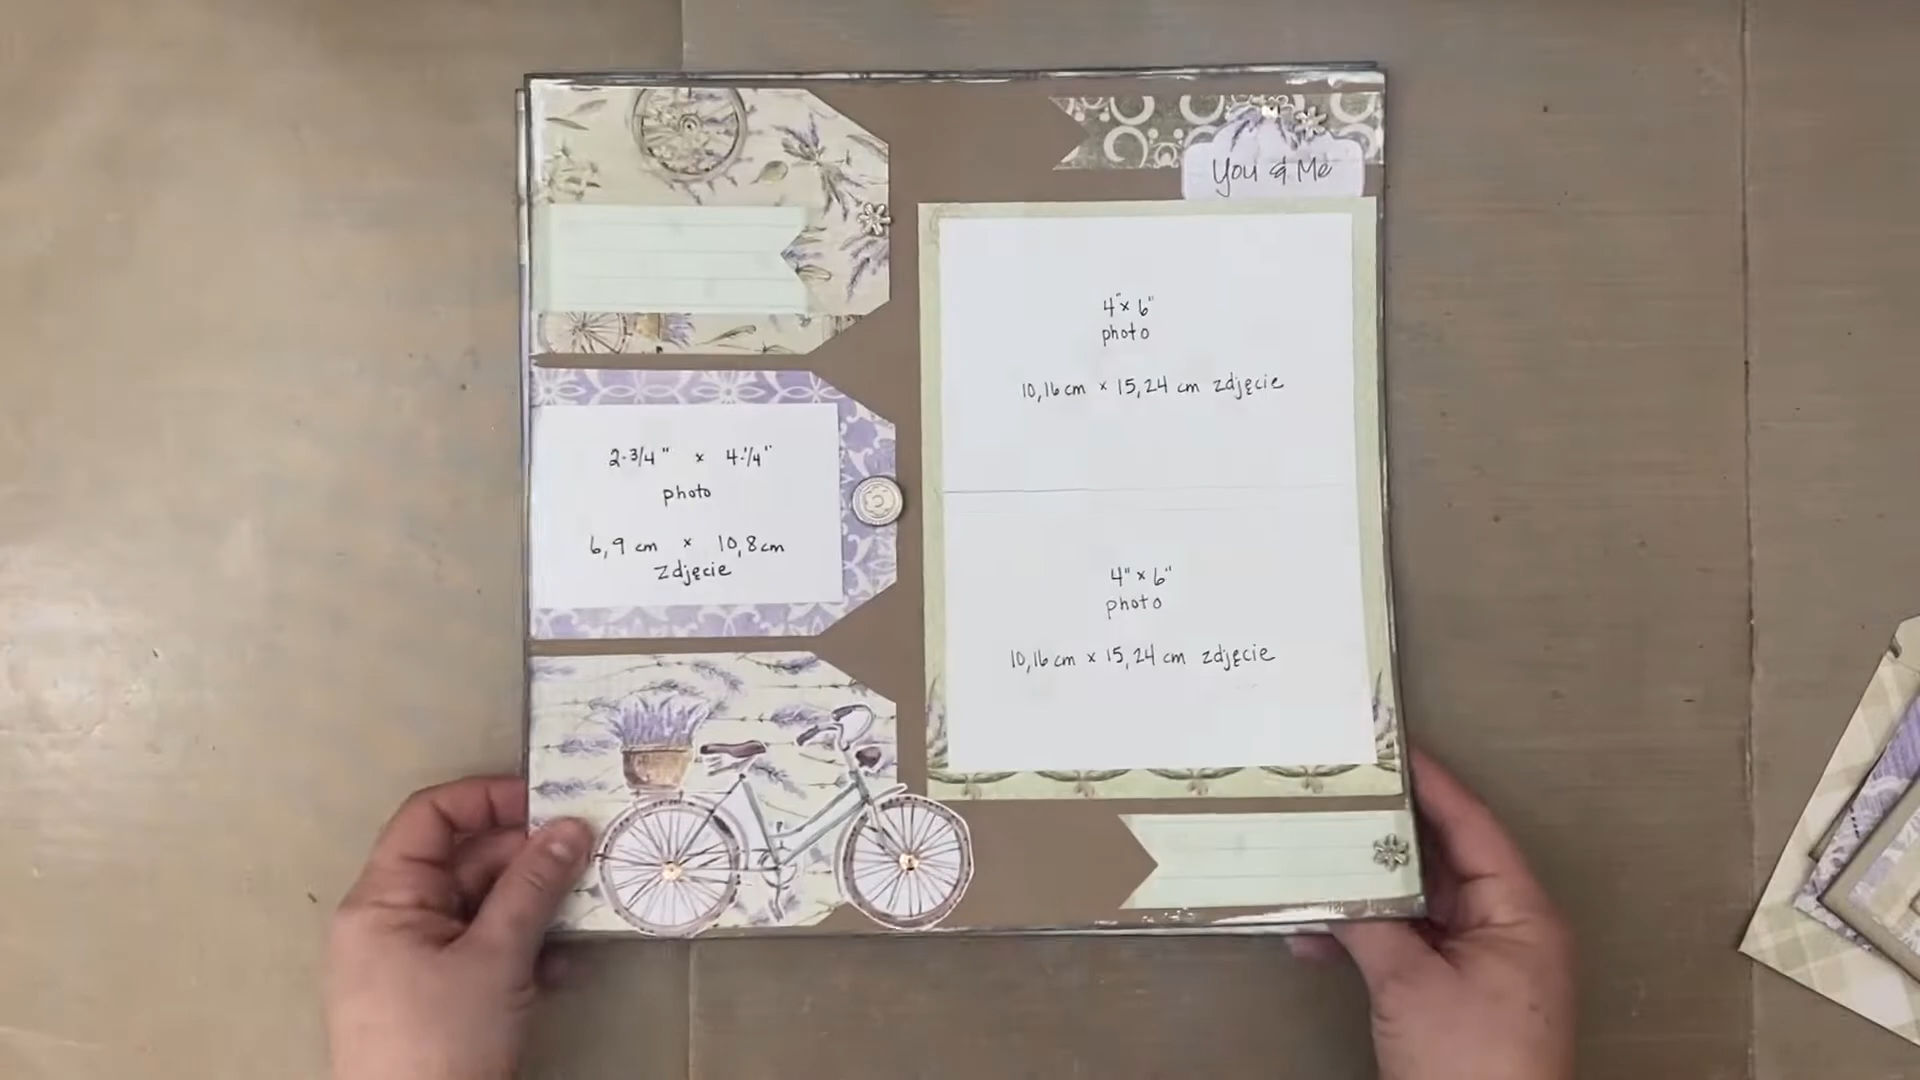 You & Me
4" x 6"
photo
10,16 cm x 15,24 cm zdjęcie
2-3/4" x 4-1/4"
photo
6,9 cm x 10,8 cm
zdjęcie
4" x 6"
photo
10,16 cm x 15,24 cm zdjęcie